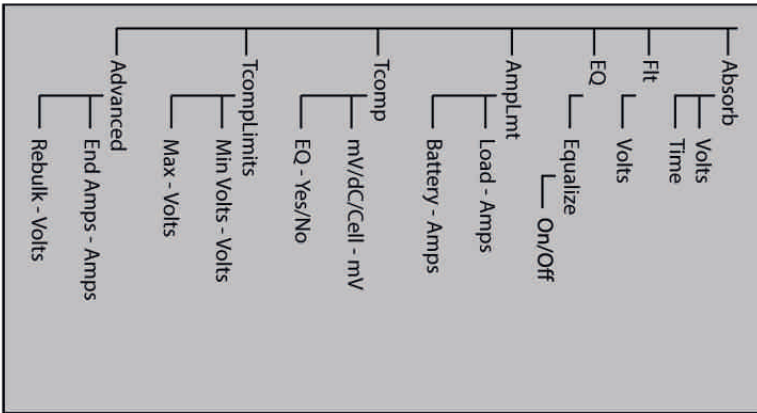 Absorb
Volts
Time
Flt
Volts
EQ
Equalize
On/Off
AmpLmt
Load - Amps
Battery - Amps
Tcomp
mV/dC/Cell - mV
EQ - Yes/No
TcompLimits
Min Volts - Volts
Max - Volts
Advanced
End Amps - Amps
Rebulk - Volts